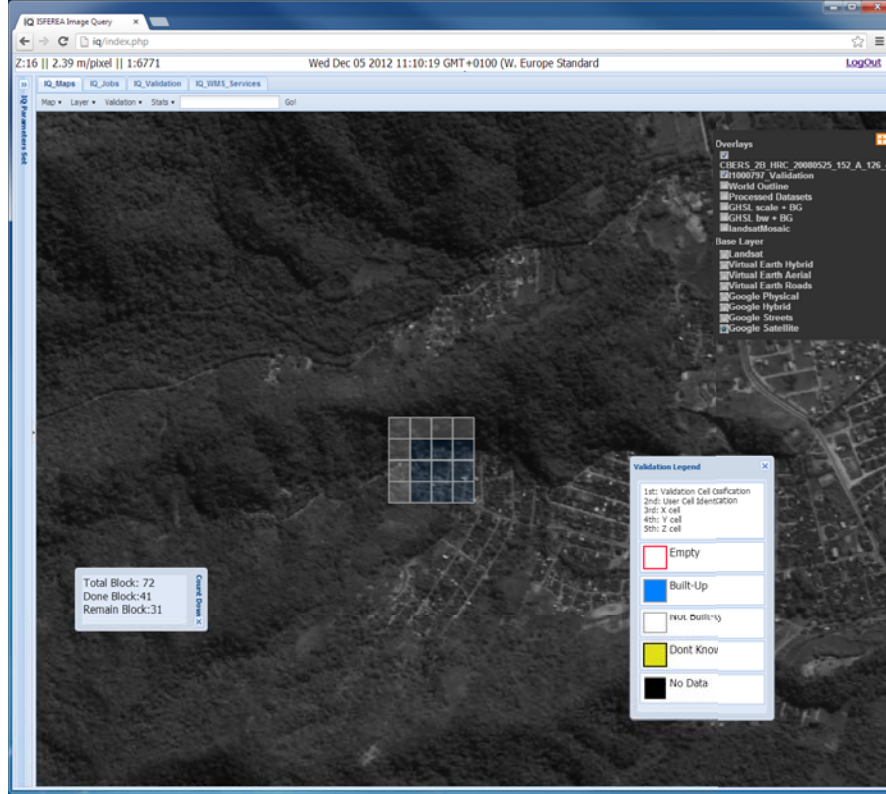 IQ ISFEREA Image Query
iq/index.php
Z:16 || 2.39 m/pixel || 1:6771
Wed Dec 05 2012 11:10:19 GMT+0100 (W. Europe Standard
LogOut
IQ_Maps IQ_Jobs IQ_Validation IQ_WMS_Services
Map Layer Validation Stats Go!
IQ Parameters Set
Overlays
CBERS_2B_HRC_20080525_152_A_126_
I1000797_Validation
World Outline
Processed Datasets
GHSL scale + BG
GHSL bw + BG
landsatMosaic
Base Layer
Landsat
Virtual Earth Hybrid
Virtual Earth Aerial
Virtual Earth Roads
Google Physical
Google Hybrid
Google Streets
Google Satellite
Validation Legend
1st: Validation Cell
2nd: User Cell
3rd: X cell
4th: Y cell
5th: Z cell
Empty
Built-Up
Dont Know
No Data
Total Block: 72
Done Block:41
Remain Block:31
Count Down